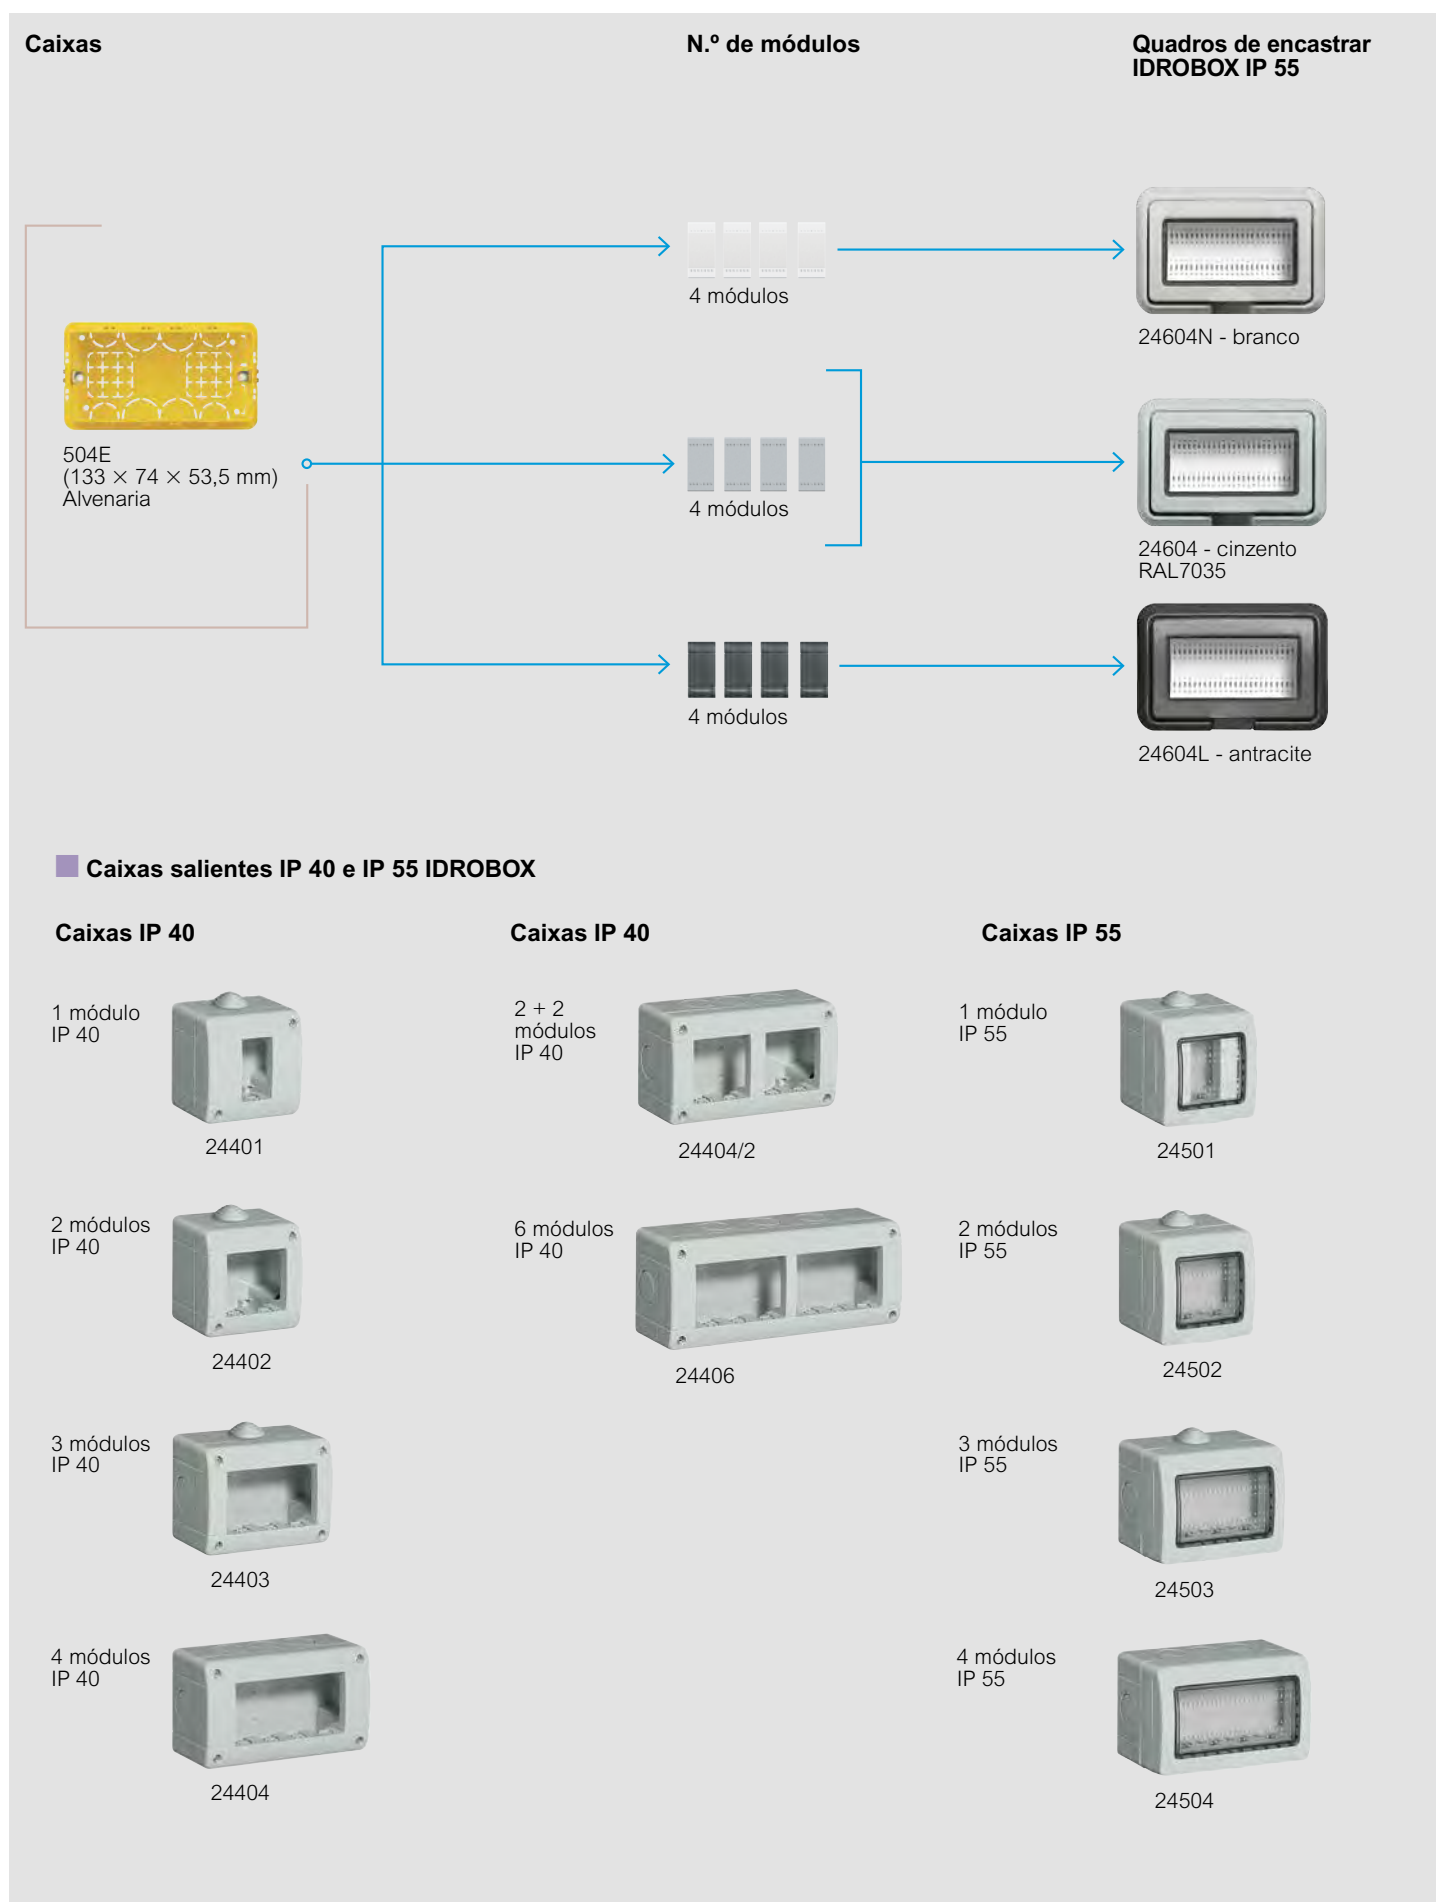 Caixas
N.º de módulos
Quadros de encastrar
IDROBOX IP 55
4 módulos
24604N - branco
504E
(133 × 74 × 53,5 mm)
Alvenaria
4 módulos
24604 - cinzento
RAL7035
4 módulos
24604L - antracite
Caixas salientes IP 40 e IP 55 IDROBOX
Caixas IP 40
Caixas IP 40
Caixas IP 55
1 módulo
IP 40
24401
2 + 2
módulos
IP 40
24404/2
1 módulo
IP 55
24501
2 módulos
IP 40
24402
6 módulos
IP 40
24406
2 módulos
IP 55
24502
3 módulos
IP 40
24403
3 módulos
IP 55
24503
4 módulos
IP 40
24404
4 módulos
IP 55
24504